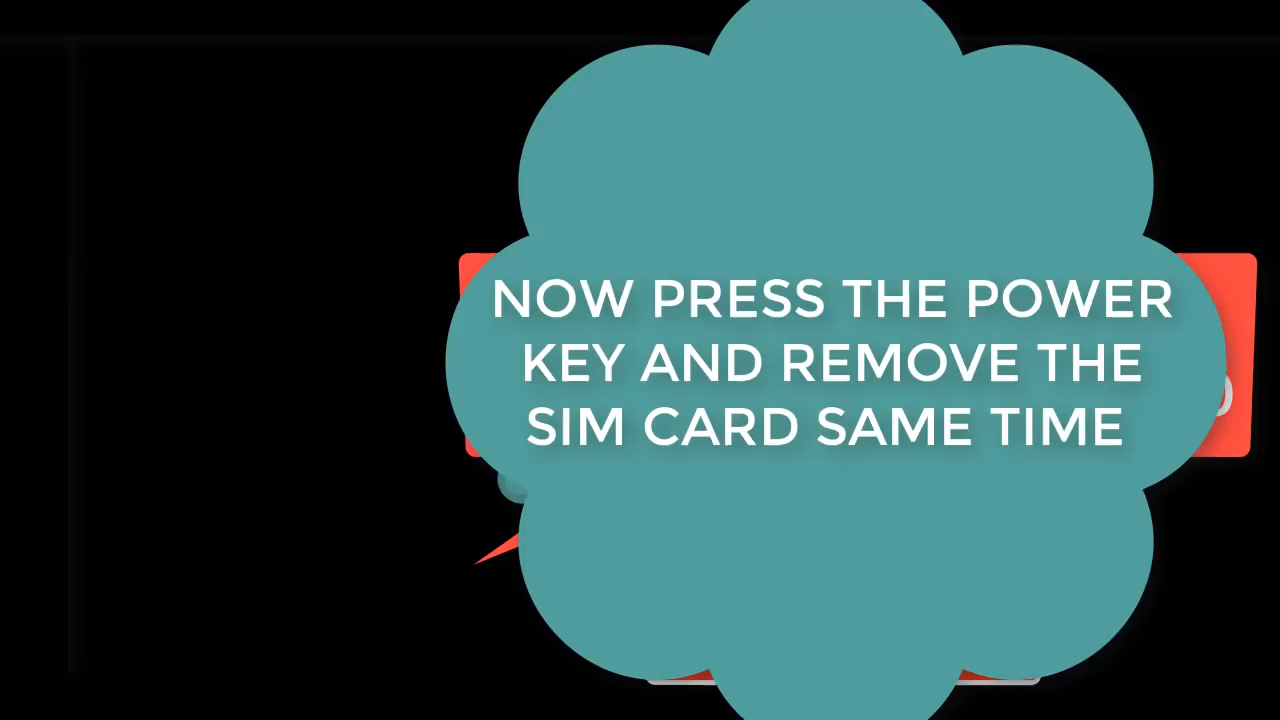 NOW PRESS THE POWER
KEY AND REMOVE THE
SIM CARD SAME TIME